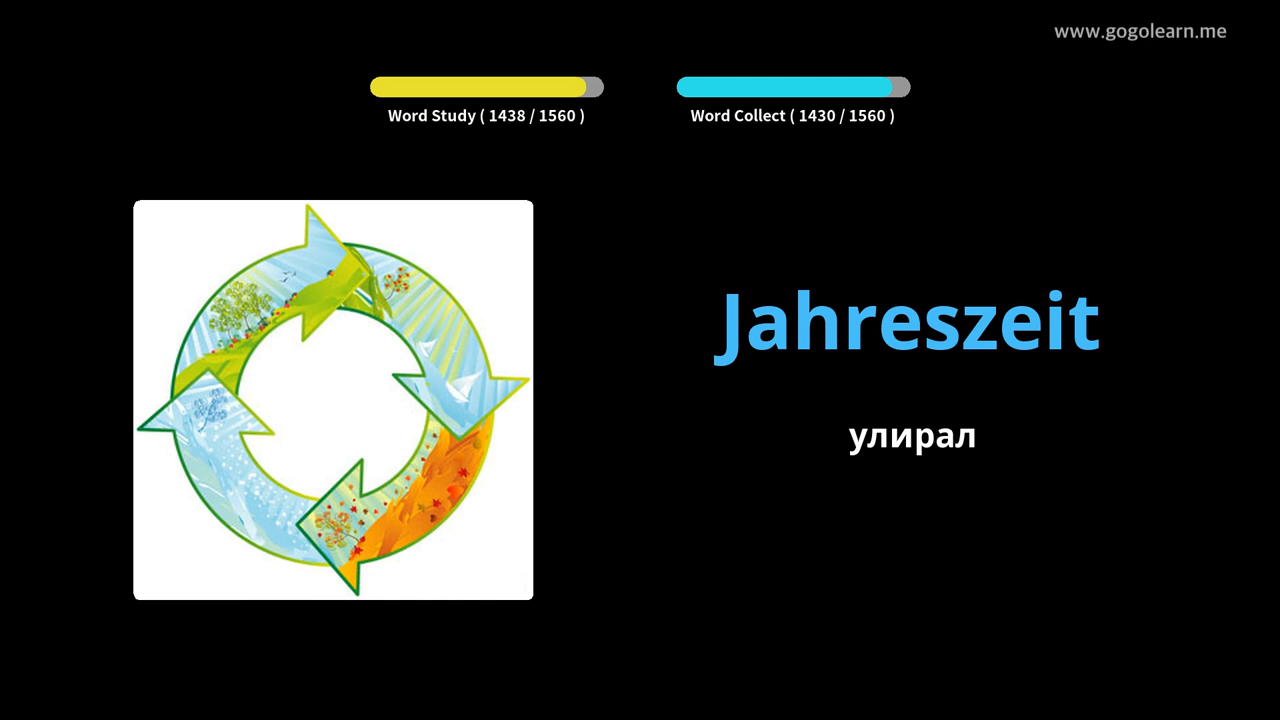 www.gogolearn.me
Word Study ( 1438 / 1560 )
Word Collect ( 1430 / 1560 )
Jahreszeit
улирал